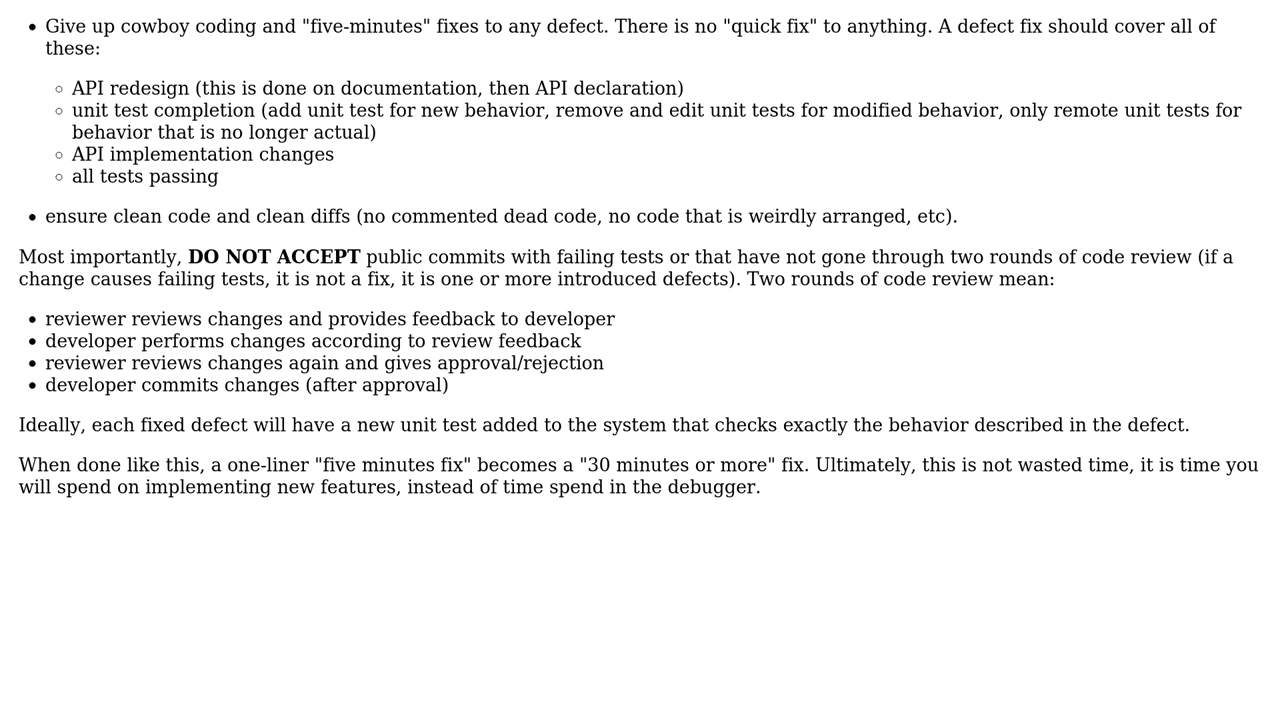 Give up cowboy coding and "five-minutes" fixes to any defect. There is no "quick fix" to anything. A defect fix should cover all of
these:
API redesign (this is done on documentation, then API declaration)
unit test completion (add unit test for new behavior, remove and edit unit tests for modified behavior, only remote unit tests for
behavior that is no longer actual)
API implementation changes
all tests passing
ensure clean code and clean diffs (no commented dead code, no code that is weirdly arranged, etc).
Most importantly, DO NOT ACCEPT public commits with failing tests or that have not gone through two rounds of code review (if a
change causes failing tests, it is not a fix, it is one or more introduced defects). Two rounds of code review mean:
reviewer reviews changes and provides feedback to developer
developer performs changes according to review feedback
reviewer reviews changes again and gives approval/rejection
developer commits changes (after approval)
Ideally, each fixed defect will have a new unit test added to the system that checks exactly the behavior described in the defect.
When done like this, a one-liner "five minutes fix" becomes a "30 minutes or more" fix. Ultimately, this is not wasted time, it is time you
will spend on implementing new features, instead of time spend in the debugger.